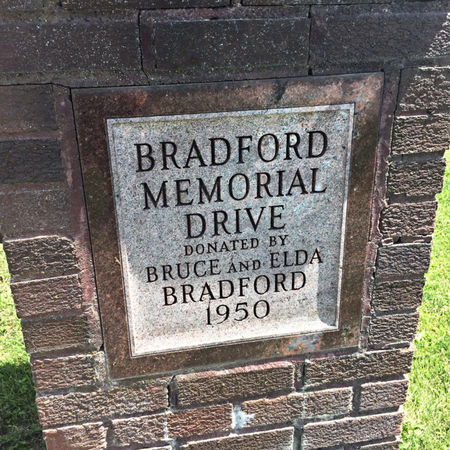 BRADFORD
MEMORIAL
DRIVE
DONATED BY
BRUCE AND ELDA
BRADFORD
1950